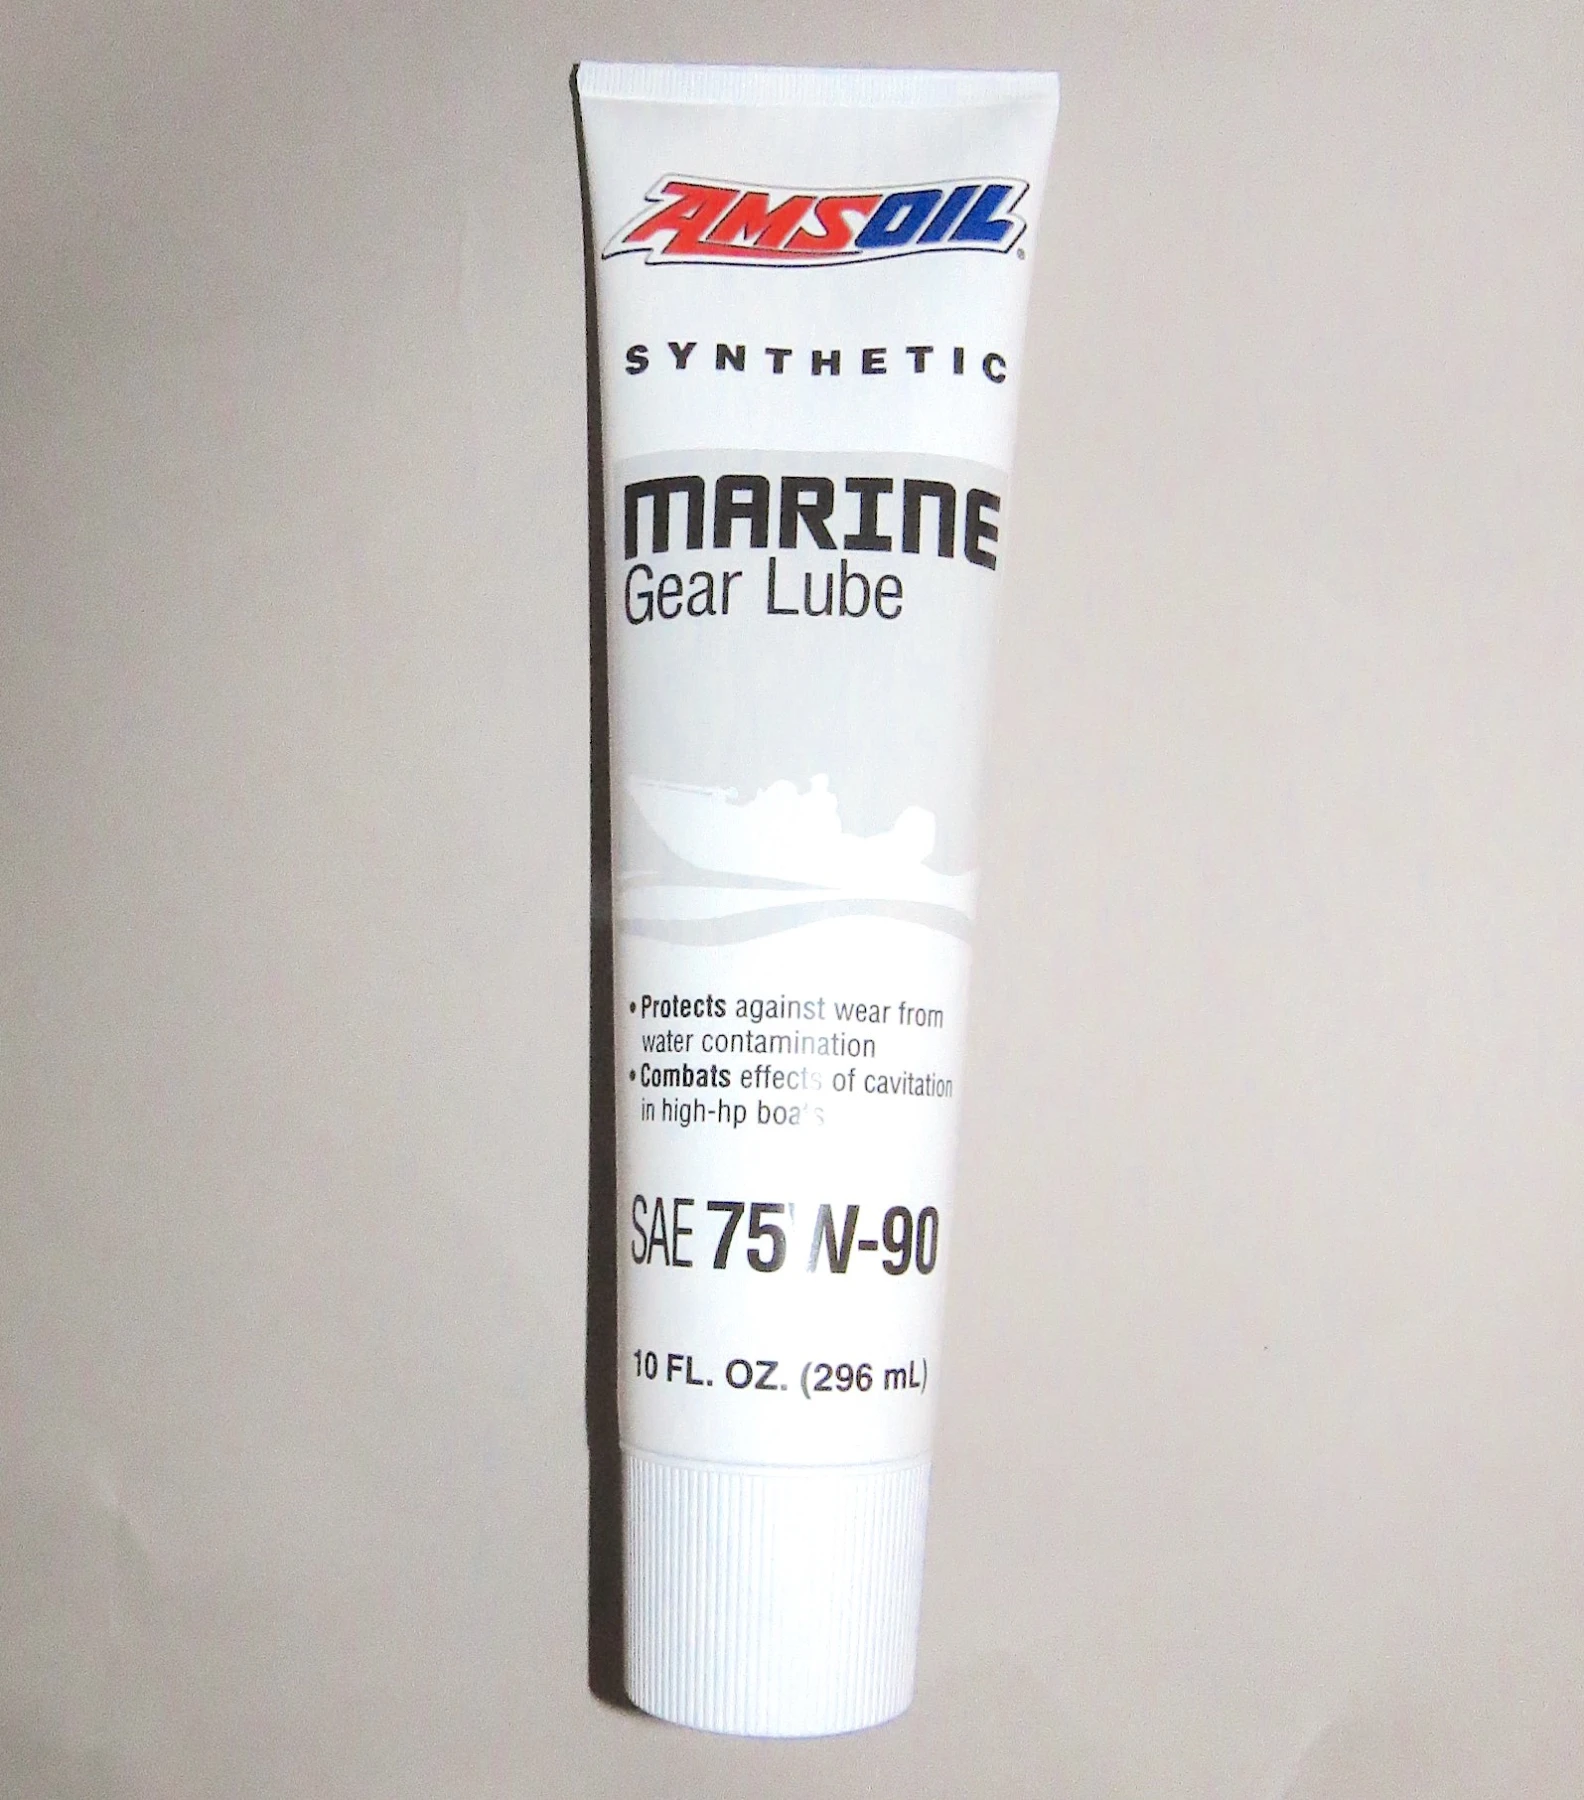 AMSOIL®
SYNTHETIC
MARINE
Gear Lube
• Protects against wear from
water contamination
• Combats effects of cavitation
in high-hp boats
SAE 75W-90
10 FL. OZ. (296 mL)